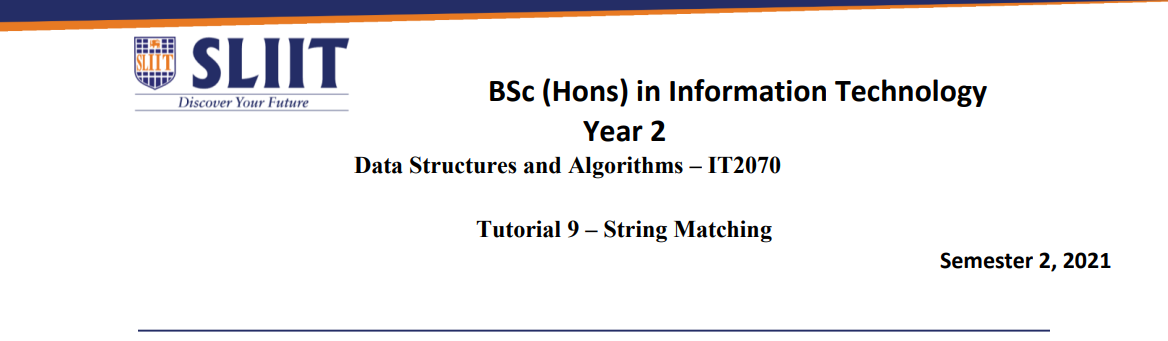 SLIIT
SLIIT
Discover Your Future
BSc (Hons) in Information Technology
Year 2
Data Structures and Algorithms – IT2070
Tutorial 9 – String Matching
Semester 2, 2021